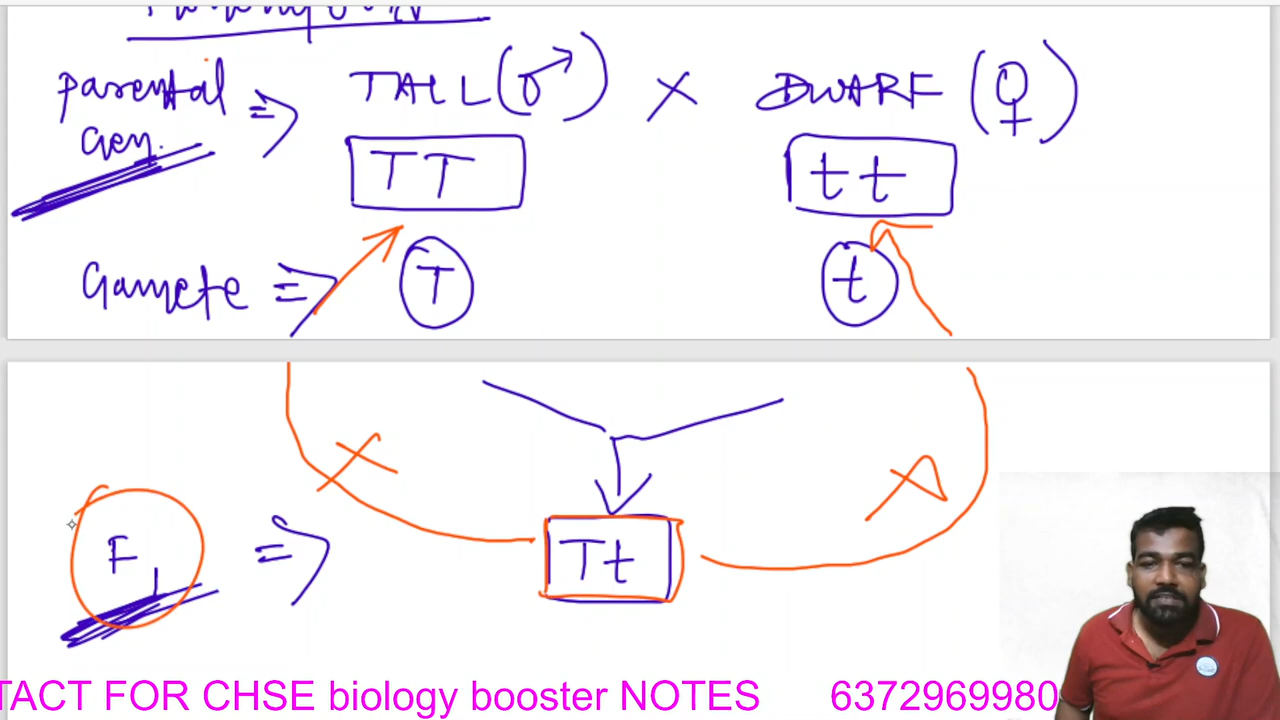 Parental => TALL (♂) × DWARF (♀)
Gen. TT tt
Gamete => T t
F1 => Tt
TACT FOR CHSE biology booster NOTES 6372969980